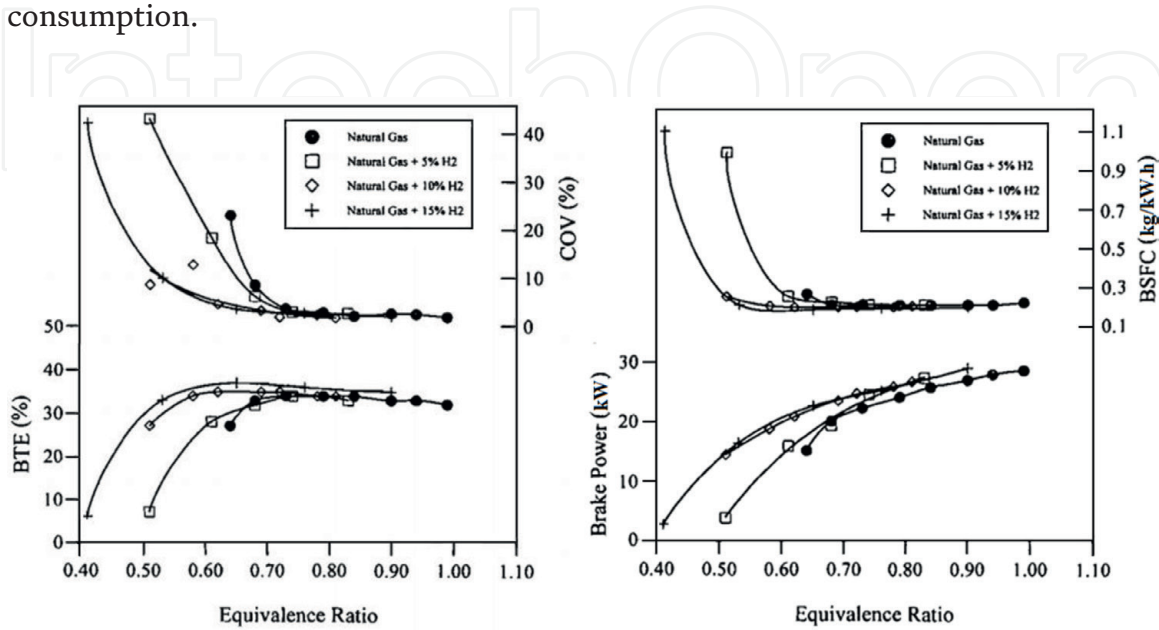 consumption.
IntechOpen
Natural Gas
Natural Gas + 5% H2
Natural Gas + 10% H2
Natural Gas + 15% H2
40
30
20
10
0
COV (%)
50
40
30
20
10
0
BTE (%)
0.40 0.50 0.60 0.70 0.80 0.90 1.00 1.10
Equivalence Ratio
Natural Gas
Natural Gas + 5% H2
Natural Gas + 10% H2
Natural Gas + 15% H2
1.1
0.9
0.7
0.5
0.3
0.1
BSFC (kg/kW.h)
30
20
10
0
Brake Power (kW)
0.40 0.50 0.60 0.70 0.80 0.90 1.00 1.10
Equivalence Ratio